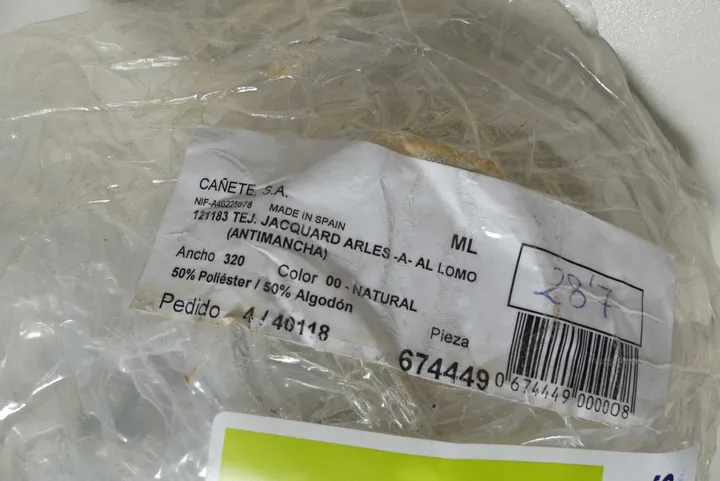 CAÑETE, S.A.
NIF-A46225578 MADE IN SPAIN
121183 TEJ. JACQUARD ARLES -A- AL LOMO
(ANTIMANCHA)
ML
Ancho 320 Color 00 - NATURAL
50% Poliéster / 50% Algodón
Pedido 4 / 40118
Pieza
674449
287
0 674449 000008